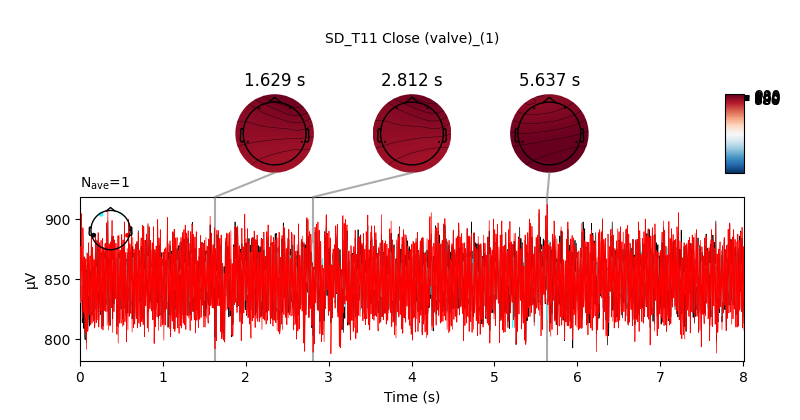 SD_T11 Close (valve)_(1)
1.629 s 2.812 s 5.637 s
Nave=1
900
850
800
µV
0 1 2 3 4 5 6 7 8
Time (s)